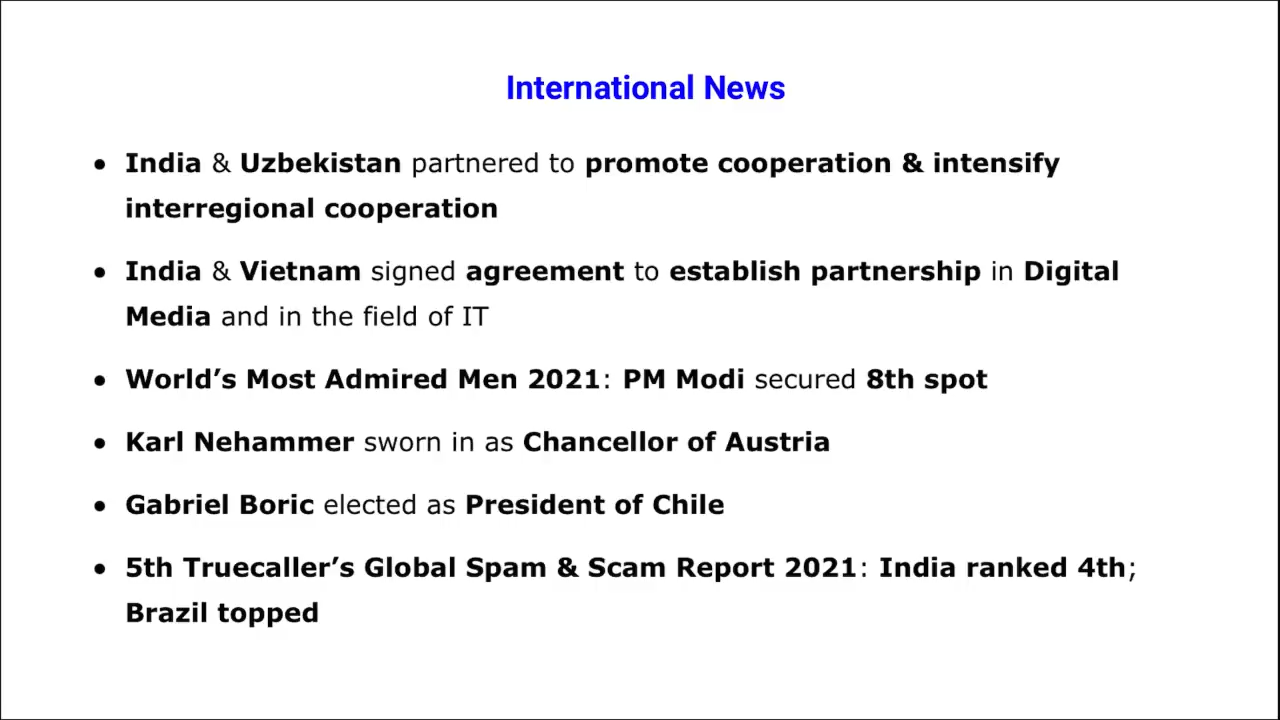 International News
• India & Uzbekistan partnered to promote cooperation & intensify
interregional cooperation
• India & Vietnam signed agreement to establish partnership in Digital
Media and in the field of IT
• World’s Most Admired Men 2021: PM Modi secured 8th spot
• Karl Nehammer sworn in as Chancellor of Austria
• Gabriel Boric elected as President of Chile
• 5th Truecaller’s Global Spam & Scam Report 2021: India ranked 4th;
Brazil topped